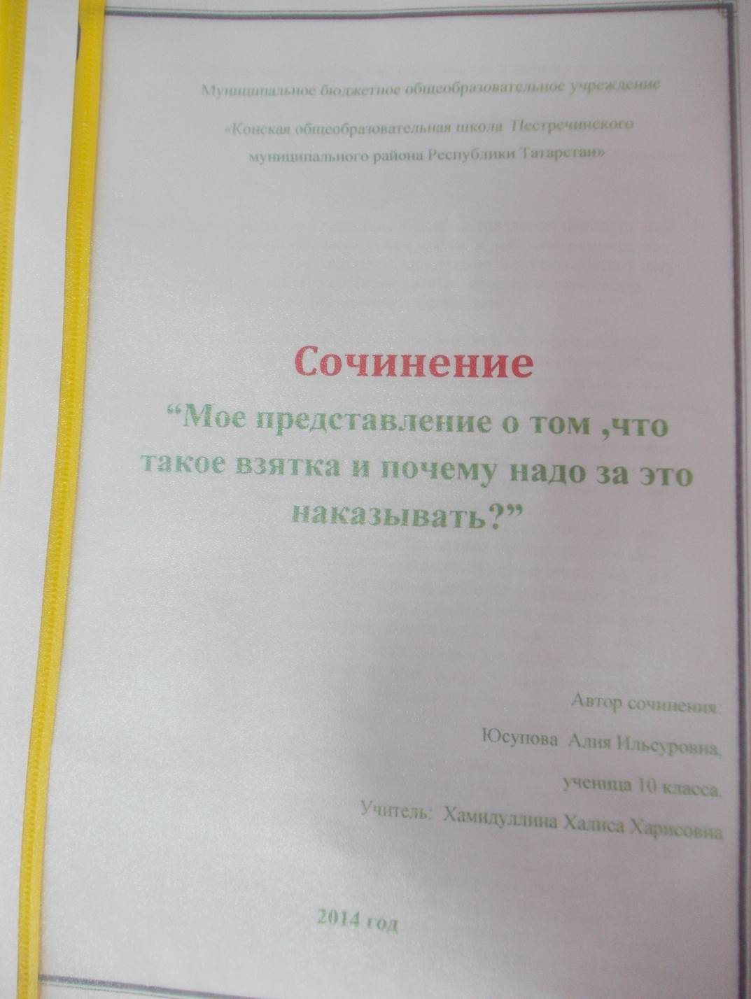 Муниципальное бюджетное общеобразовательное учреждение
«Конская общеобразовательная школа Пестречинского
муниципального района Республики Татарстан»
Сочинение
“Мое представление о том ,что
такое взятка и почему надо за это
наказывать?”
Автор сочинения:
Юсупова Алия Ильсуровна,
ученица 10 класса.
Учитель: Хамидуллина Халиса Харисовна
2014 год